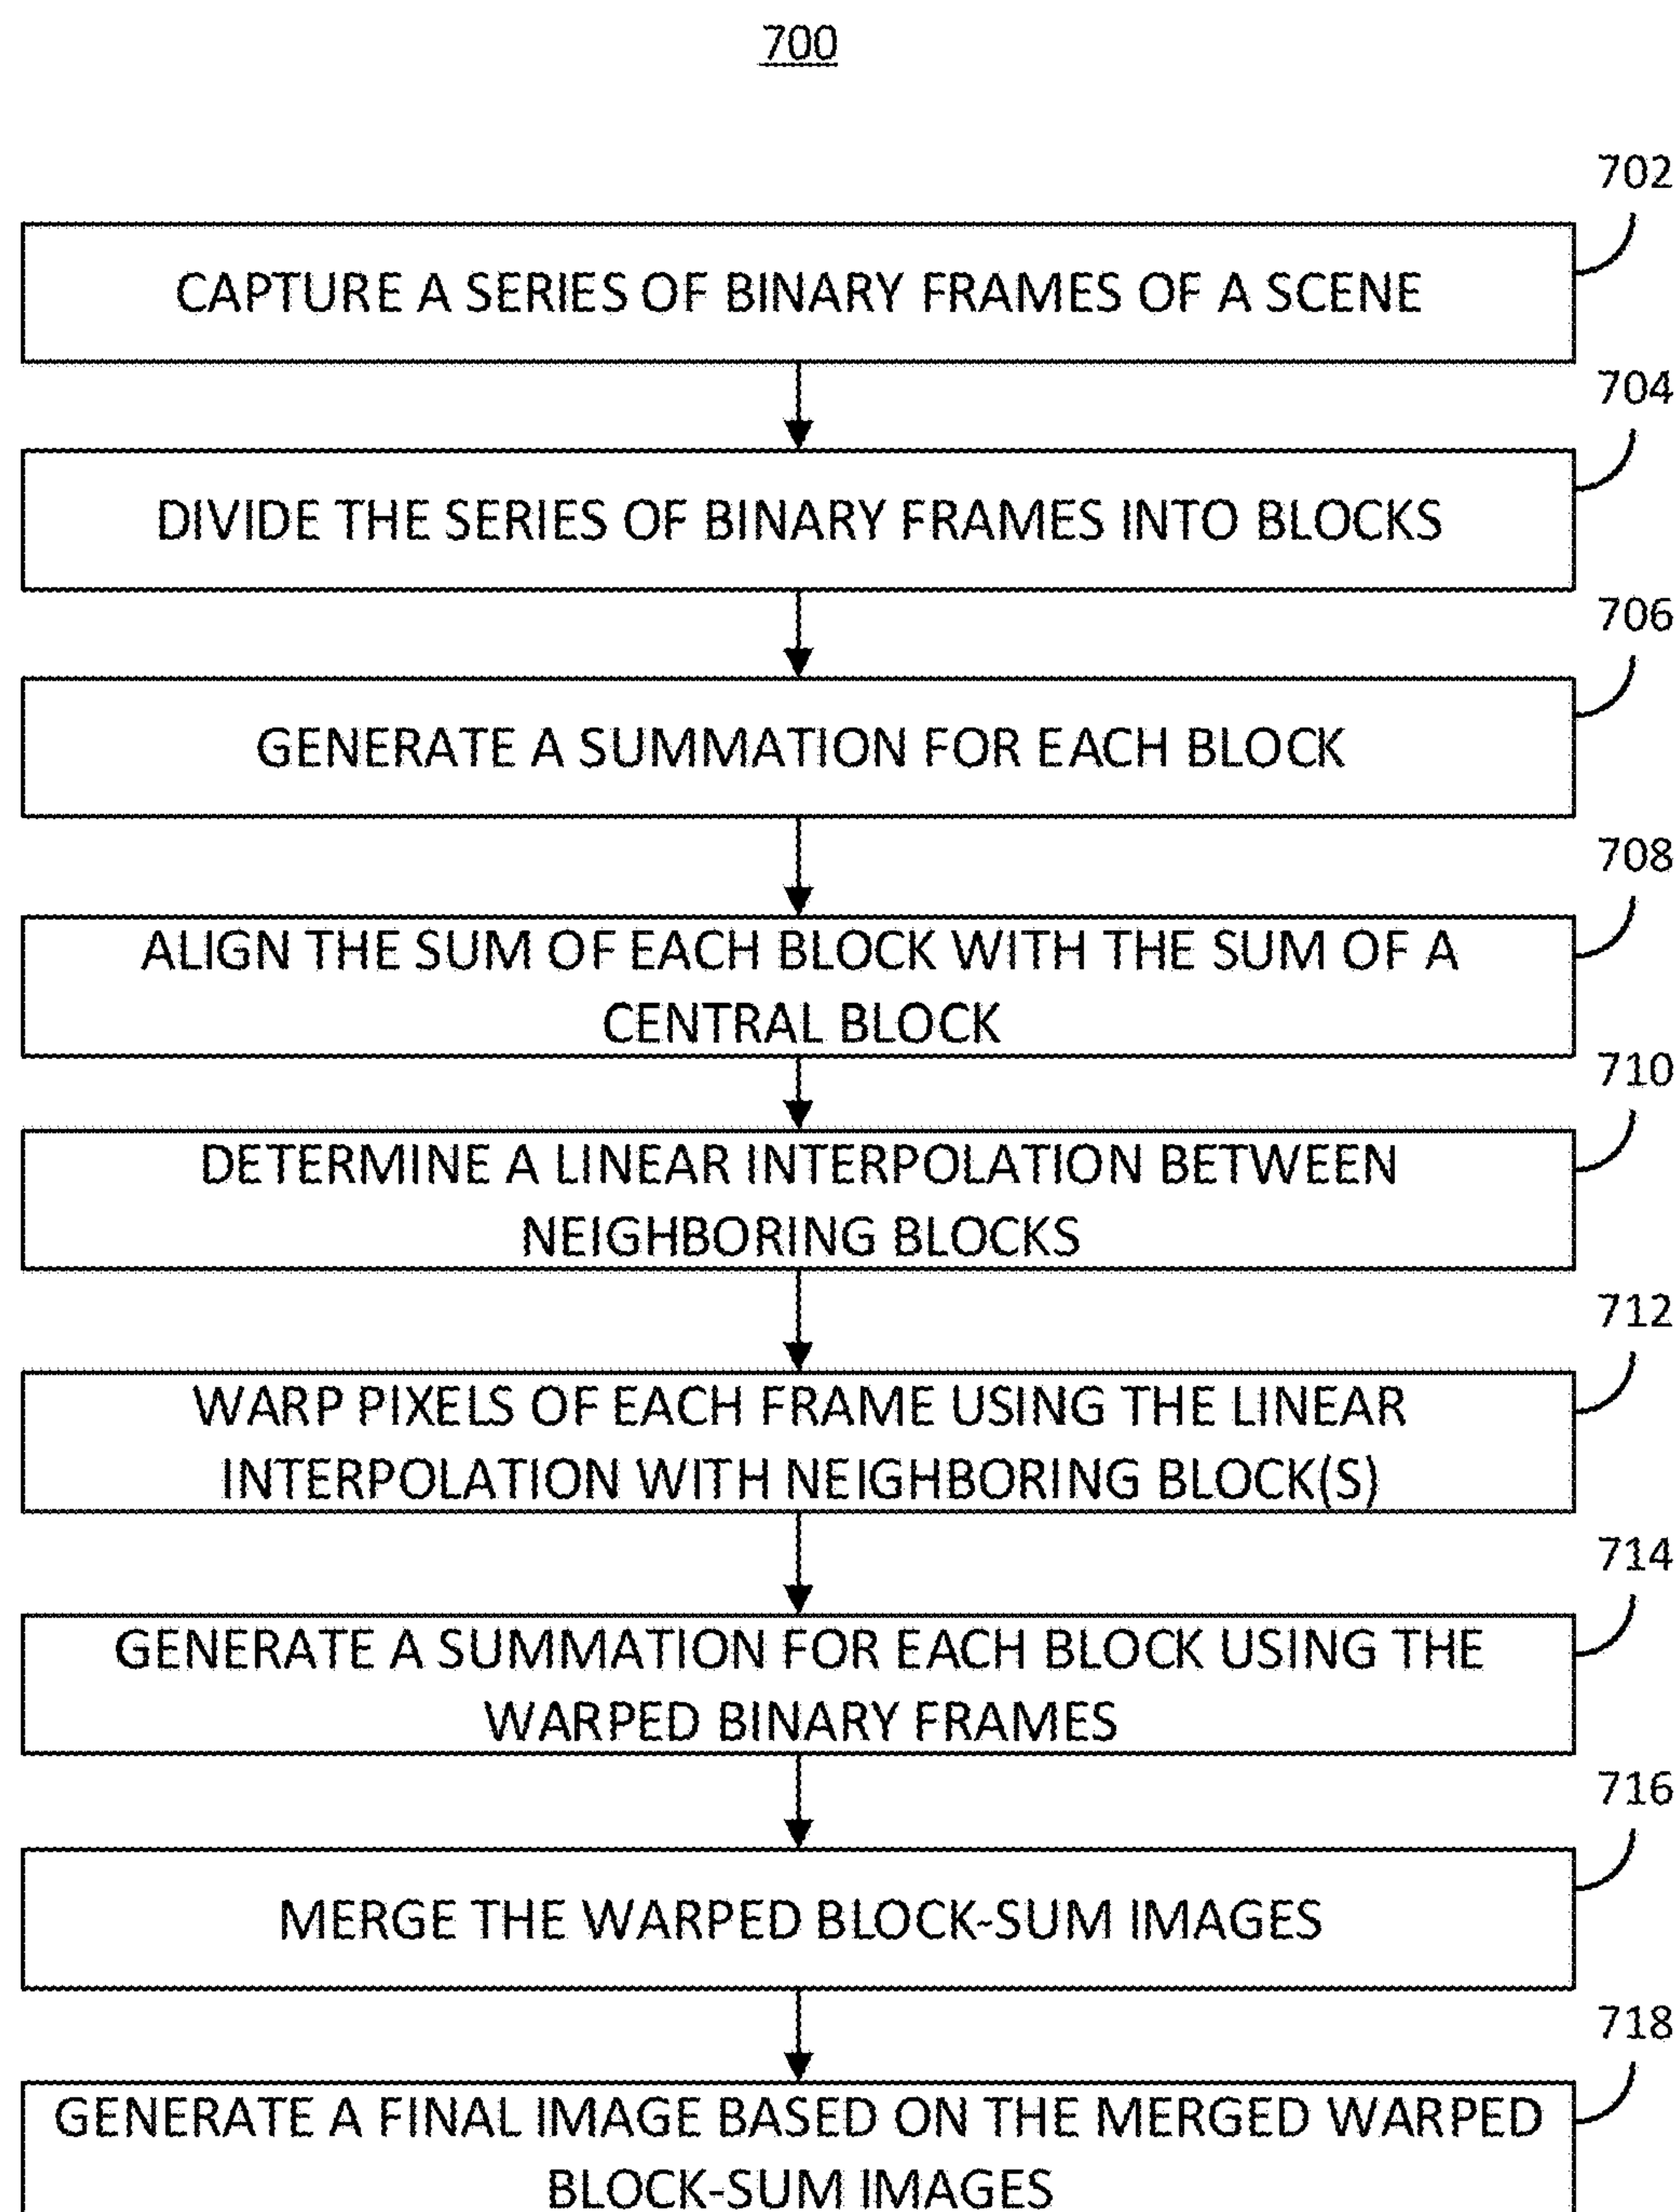 700
702
CAPTURE A SERIES OF BINARY FRAMES OF A SCENE
704
DIVIDE THE SERIES OF BINARY FRAMES INTO BLOCKS
706
GENERATE A SUMMATION FOR EACH BLOCK
708
ALIGN THE SUM OF EACH BLOCK WITH THE SUM OF A
CENTRAL BLOCK
710
DETERMINE A LINEAR INTERPOLATION BETWEEN
NEIGHBORING BLOCKS
712
WARP PIXELS OF EACH FRAME USING THE LINEAR
INTERPOLATION WITH NEIGHBORING BLOCK(S)
714
GENERATE A SUMMATION FOR EACH BLOCK USING THE
WARPED BINARY FRAMES
716
MERGE THE WARPED BLOCK-SUM IMAGES
718
GENERATE A FINAL IMAGE BASED ON THE MERGED WARPED
BLOCK-SUM IMAGES